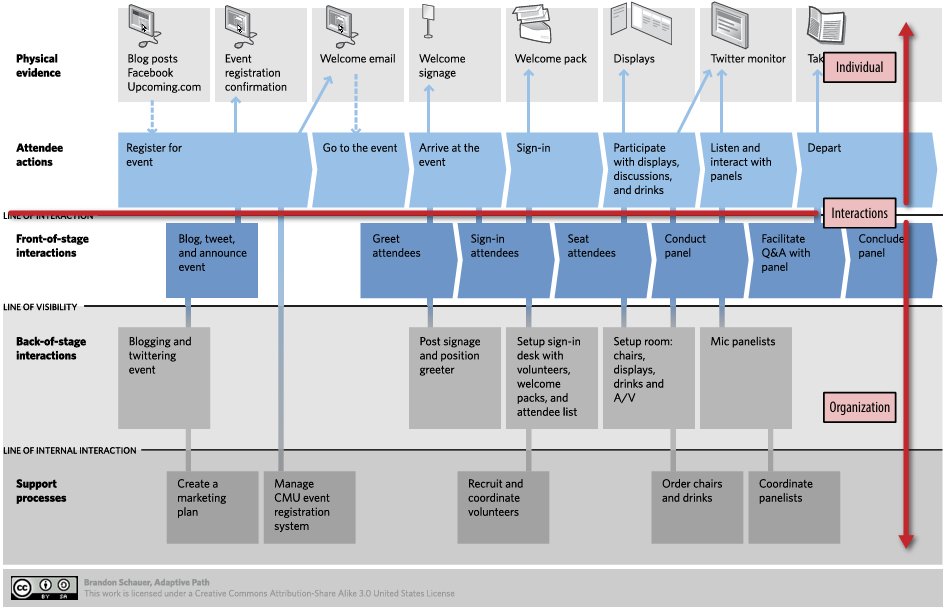 Physical
evidence
Blog posts
Facebook
Upcoming.com
Event
registration
confirmation
Welcome email
Welcome
signage
Welcome pack
Displays
Twitter monitor
Individual
Attendee
actions
Register for
event
Go to the event
Arrive at the
event
Sign-in
Participate
with displays,
discussions,
and drinks
Listen and
interact with
panels
Depart
LINE OF INTERACTION
Interactions
Front-of-stage
interactions
Blog, tweet,
and announce
event
Greet
attendees
Sign-in
attendees
Seat
attendees
Conduct
panel
Facilitate
Q&A with
panel
Conclude
panel
LINE OF VISIBILITY
Back-of-stage
interactions
Blogging and
twittering
event
Post signage
and position
greeter
Setup sign-in
desk with
volunteers,
welcome
packs, and
attendee list
Setup room:
chairs,
displays,
drinks and
A/V
Mic panelists
Organization
LINE OF INTERNAL INTERACTION
Support
processes
Create a
marketing
plan
Manage
CMU event
registration
system
Recruit and
coordinate
volunteers
Order chairs
and drinks
Coordinate
panelists
cc
BY SA
Brandon Schauer, Adaptive Path
This work is licensed under a Creative Commons Attribution-Share Alike 3.0 United States License